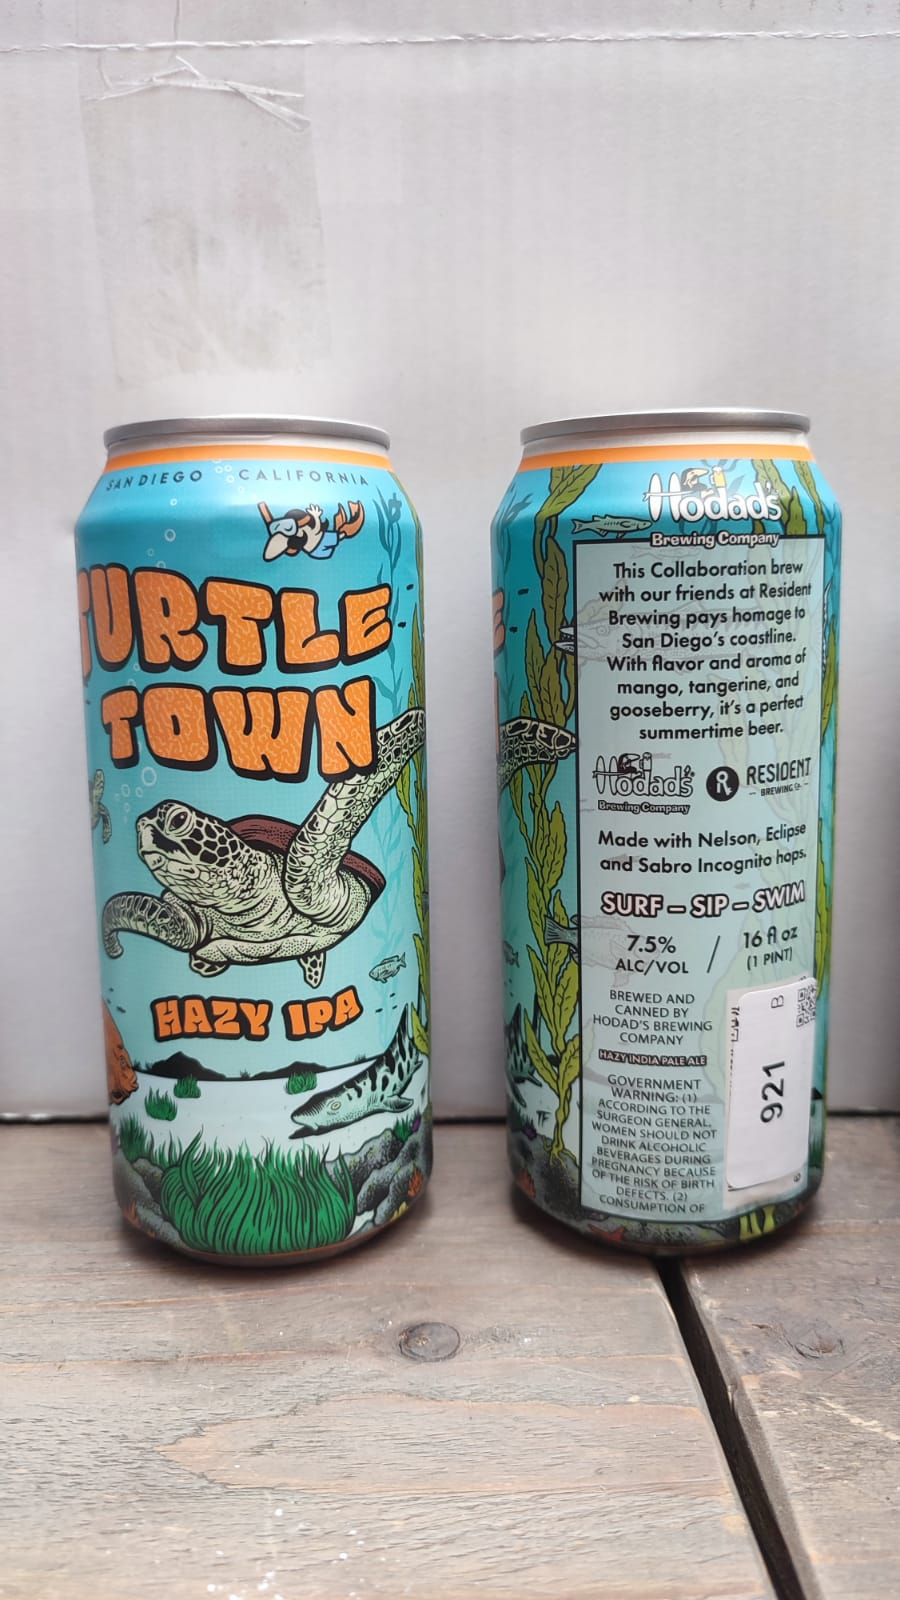 SAN DIEGO CALIFORNIA
TURTLE
TOWN
HAZY IPA
Hodad's
Brewing Company
This Collaboration brew
with our friends at Resident
Brewing pays homage to
San Diego's coastline.
With flavor and aroma of
mango, tangerine, and
gooseberry, it's a perfect
summertime beer.
Hodad's
Brewing Company
R
RESIDENT
BREWING CO.
Made with Nelson, Eclipse
and Sabro Incognito hops.
SURF – SIP – SWIM
7.5% / 16 fl oz
ALC/VOL (1 PINT)
BREWED AND
CANNED BY
HODAD'S BREWING
COMPANY
HAZY INDIA PALE ALE
GOVERNMENT
WARNING: (1)
ACCORDING TO THE
SURGEON GENERAL,
WOMEN SHOULD NOT
DRINK ALCOHOLIC
BEVERAGES DURING
PREGNANCY BECAUSE
OF THE RISK OF BIRTH
DEFECTS. (2)
CONSUMPTION OF
921
B
TF